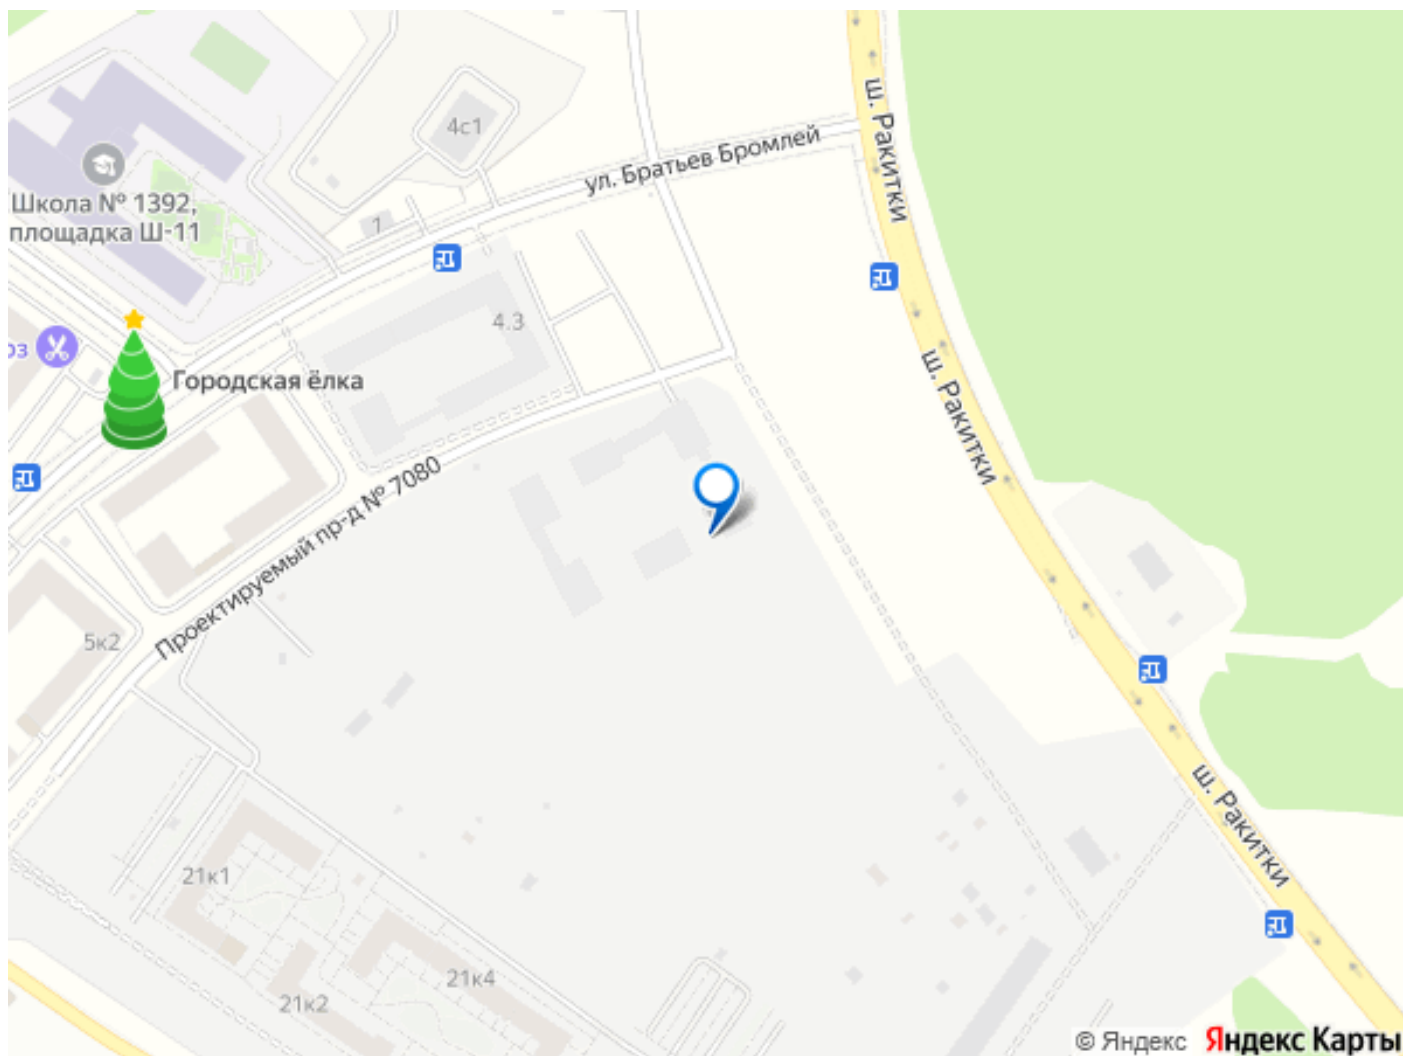 ш. Ракитки
4с1
ул. Братьев Бромлей
Школа № 1392,
площадка Ш-11
1
4.3
оз
Городская ёлка
ш. Ракитки
Проектируемый пр-д № 7080
5к2
ш. Ракитки
21к1
21к4
21к2
© Яндекс Яндекс Карты